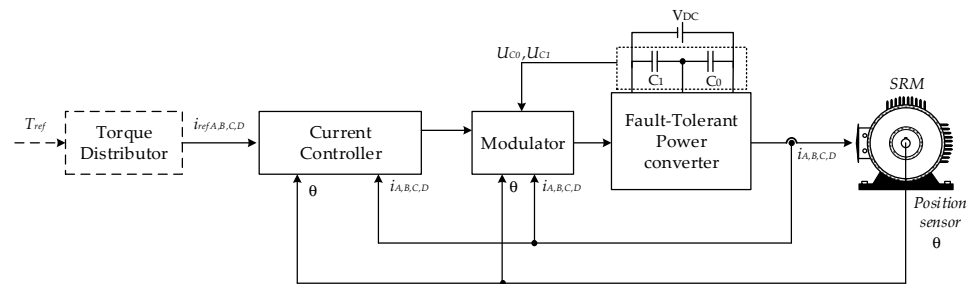 VDC
UC0,UC1
C1
C0
SRM
Tref
Torque
Distributor
irefA,B,C,D
Current
Controller
Modulator
Fault-Tolerant
Power
converter
iA,B,C,D
θ
iA,B,C,D
θ
iA,B,C,D
Position
sensor
θ